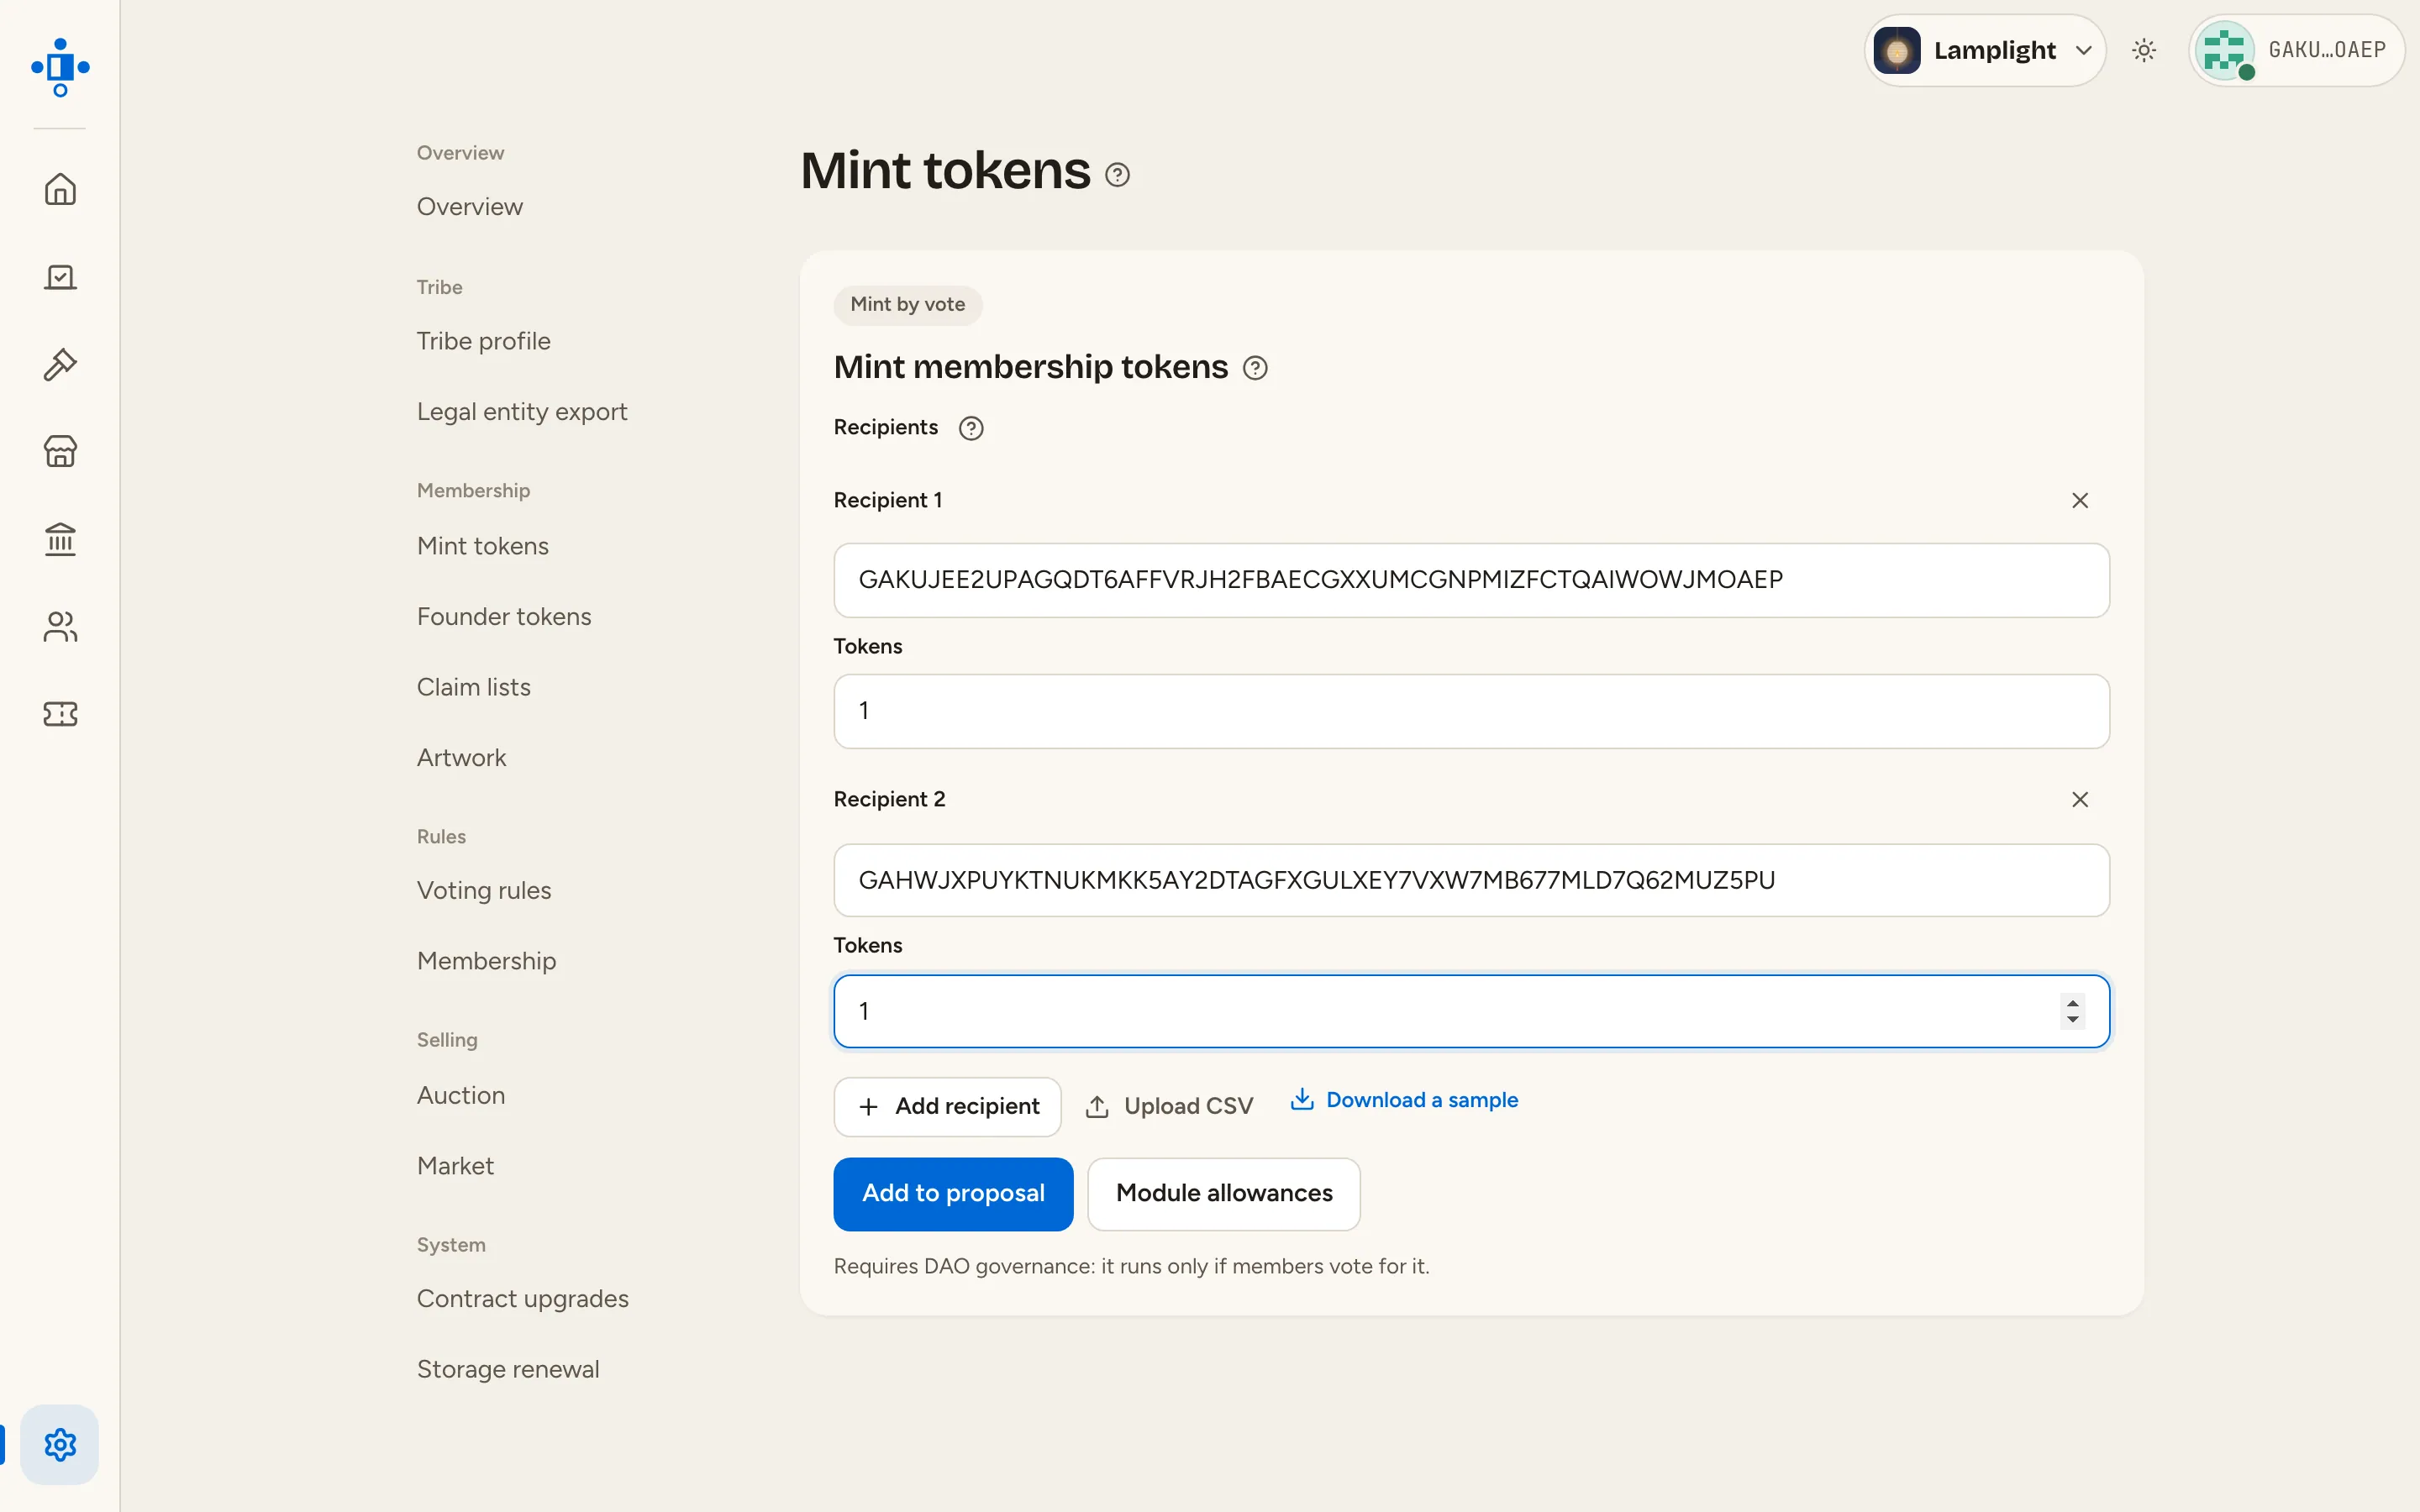 Lamplight
GAKU...OAEP
Overview
Overview
Tribe
Tribe profile
Legal entity export
Membership
Mint tokens
Founder tokens
Claim lists
Artwork
Rules
Voting rules
Membership
Selling
Auction
Market
System
Contract upgrades
Storage renewal
Mint tokens
Mint by vote
Mint membership tokens
Recipients
Recipient 1
GAKUJEE2UPAGQDT6AFFVRJH2FBAECGXXUMCGNPMIZFCTQAIWOWJMOAEP
Tokens
1
Recipient 2
GAHWJXPUYKTNUKMKK5AY2DTAGFXGULXEY7VXW7MB677MLD7Q62MUZ5PU
Tokens
1
Add recipient
Upload CSV
Download a sample
Add to proposal
Module allowances
Requires DAO governance: it runs only if members vote for it.